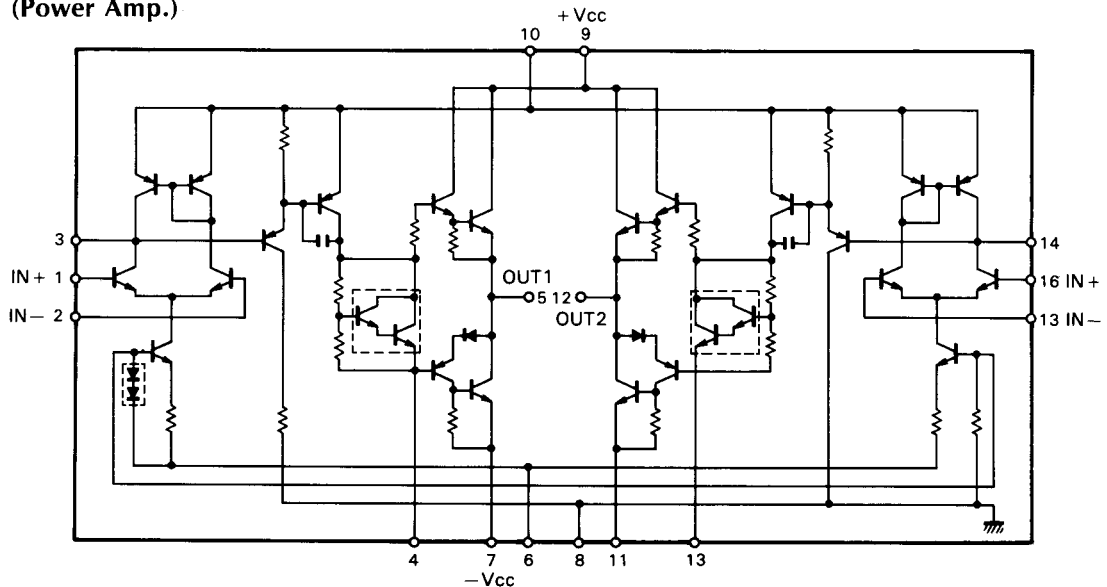 (Power Amp.)
+Vcc
10 9
3 14
IN+ 1 16 IN+
OUT1
5 12
IN− 2 OUT2 13 IN−
4 7 6 8 11 13
−Vcc